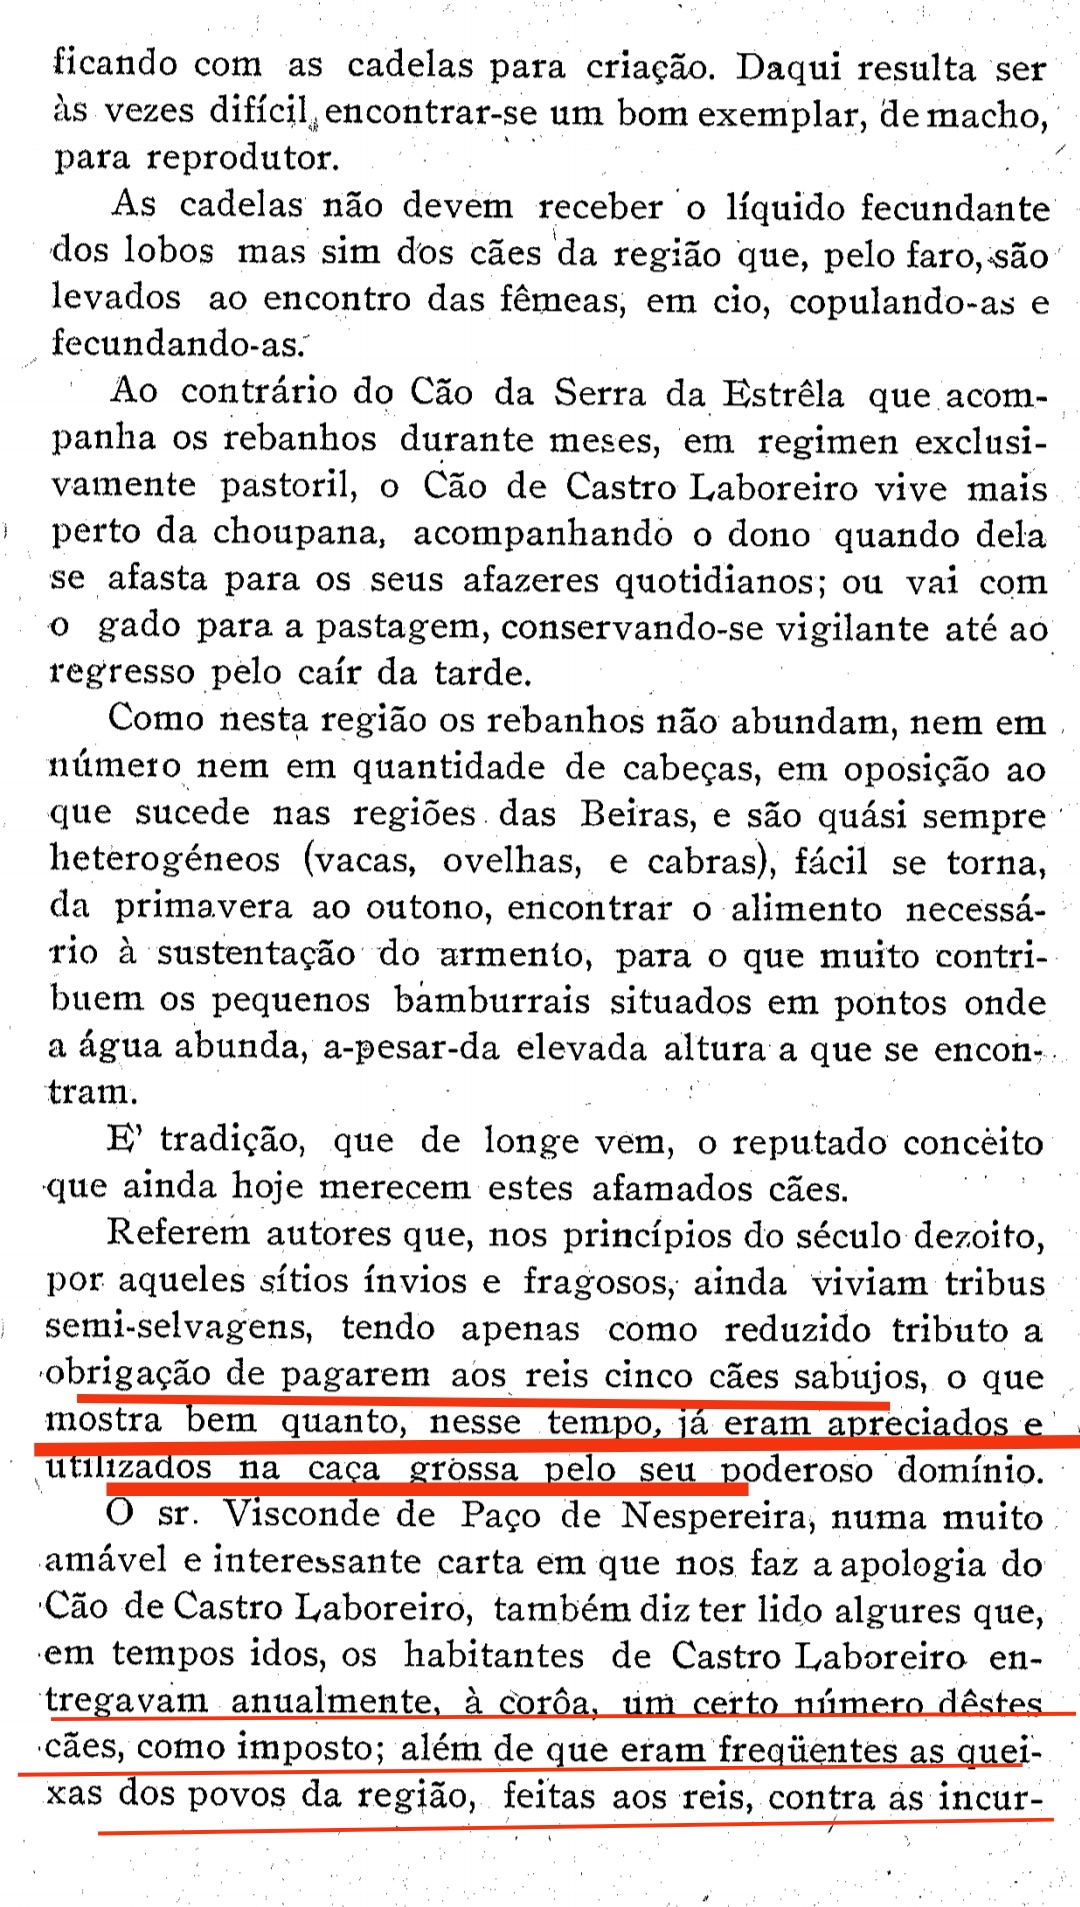 ficando com as cadelas para criação. Daqui resulta ser
às vezes difícil encontrar-se um bom exemplar, de macho,
para reprodutor.
As cadelas não devem receber o líquido fecundante
dos lobos mas sim dos cães da região que, pelo faro, são
levados ao encontro das fêmeas, em cio, copulando-as e
fecundando-as.
Ao contrário do Cão da Serra da Estrêla que acom-
panha os rebanhos durante meses, em regimen exclusi-
vamente pastoril, o Cão de Castro Laboreiro vive mais
perto da choupana, acompanhando o dono quando dela
se afasta para os seus afazeres quotidianos; ou vai com
o gado para a pastagem, conservando-se vigilante até ao
regresso pelo caír da tarde.
Como nesta região os rebanhos não abundam, nem em
número nem em quantidade de cabeças, em oposição ao
que sucede nas regiões das Beiras, e são quási sempre
heterogéneos (vacas, ovelhas, e cabras), fácil se torna,
da primavera ao outono, encontrar o alimento necessá-
rio à sustentação do armento, para o que muito contri-
buem os pequenos bamburrais situados em pontos onde
a água abunda, a-pesar-da elevada altura a que se encon-
tram.
E' tradição, que de longe vem, o reputado conceito
que ainda hoje merecem estes afamados cães.
Referem autores que, nos princípios do século dezoito,
por aqueles sítios ínvios e fragosos, ainda viviam tribus
semi-selvagens, tendo apenas como reduzido tributo a
obrigação de pagarem aos reis cinco cães sabujos, o que
mostra bem quanto, nesse tempo, já eram apreciados e
utilizados na caça grossa pelo seu poderoso domínio.
O sr. Visconde de Paço de Nespereira, numa muito
amável e interessante carta em que nos faz a apologia do
Cão de Castro Laboreiro, também diz ter lido algures que,
em tempos idos, os habitantes de Castro Laboreiro en-
tregavam anualmente, à corôa, um certo número dêstes
cães, como imposto; além de que eram freqüentes as quei-
xas dos povos da região, feitas aos reis, contra as incur-